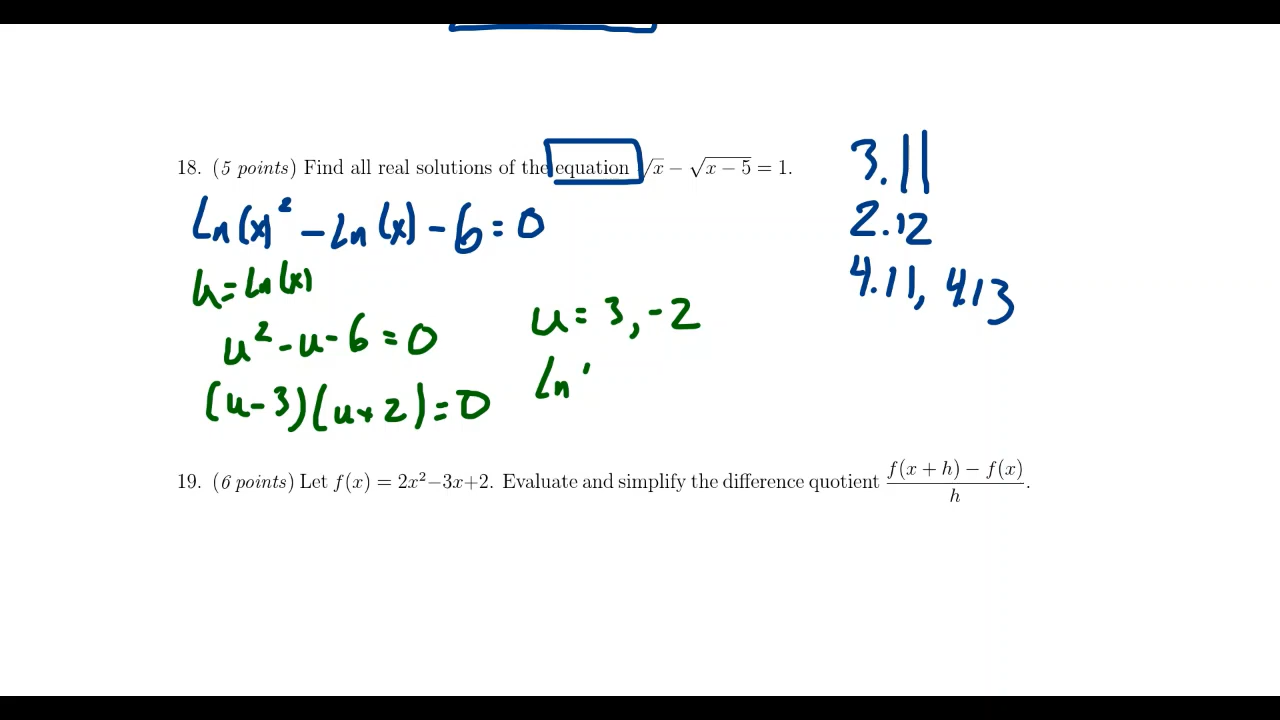 18. (5 points) Find all real solutions of the equation √x − √(x − 5) = 1.
3.11
2.12
4.11, 4.13
Ln(x)² - Ln(x) - 6 = 0
u = Ln(x)
u² - u - 6 = 0
(u - 3)(u + 2) = 0
u = 3, -2
Ln
19. (6 points) Let f(x) = 2x²−3x+2. Evaluate and simplify the difference quotient (f(x + h) − f(x))/h.